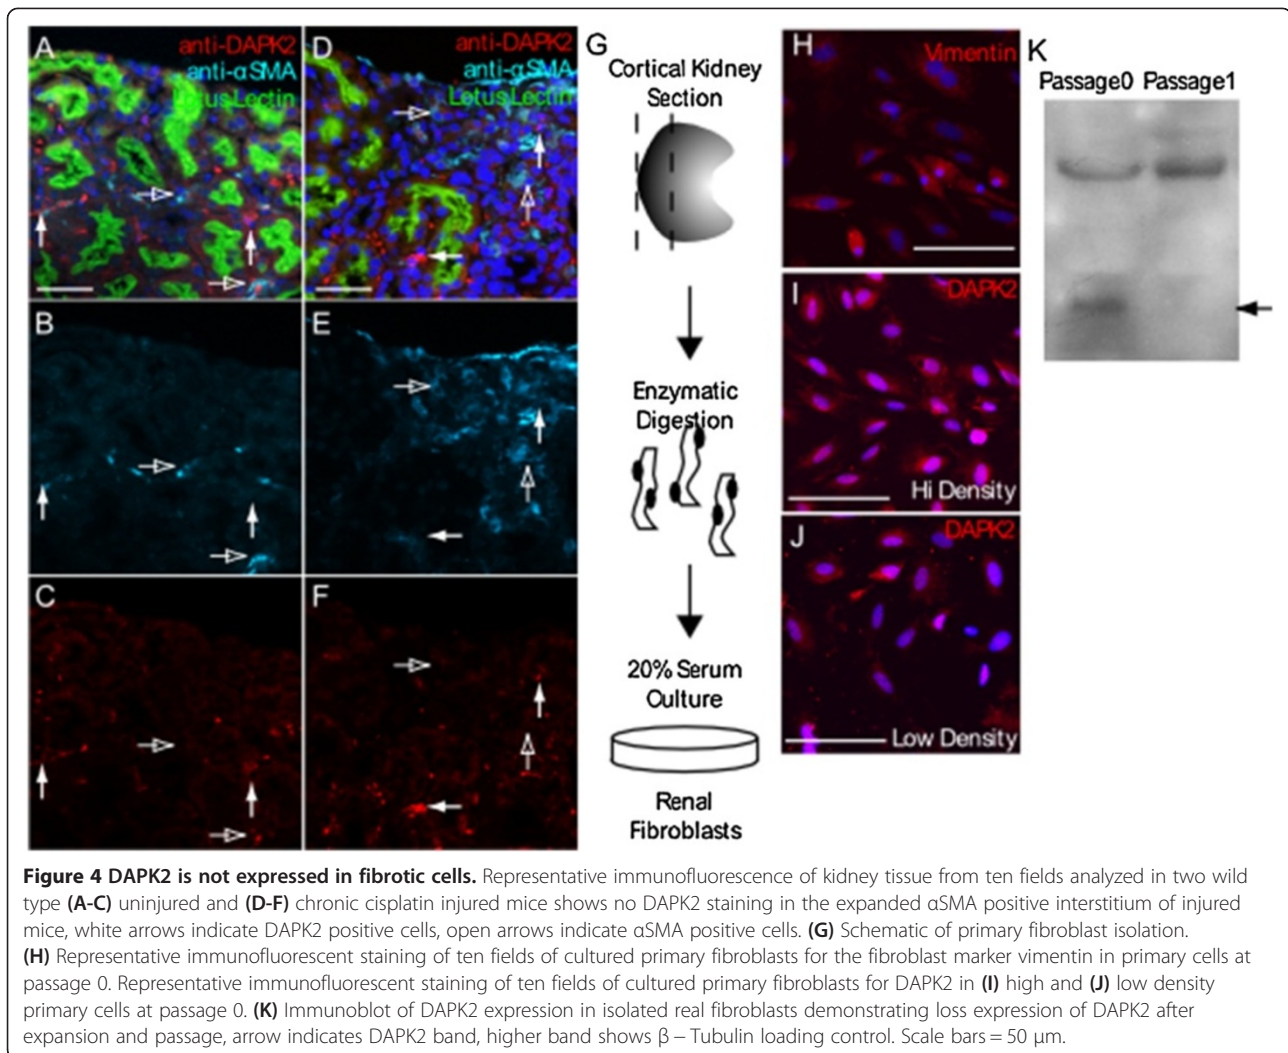 A
anti-DAPK2
anti-αSMA
Lotus Lectin
D
anti-DAPK2
anti-αSMA
Lotus Lectin
B
E
C
F
G
Cortical Kidney
Section
Enzymatic
Digestion
20% Serum
Culture
Renal
Fibroblasts
H
Vimentin
I
DAPK2
Hi Density
J
DAPK2
Low Density
K
Passage0 Passage1
Figure 4 DAPK2 is not expressed in fibrotic cells. Representative immunofluorescence of kidney tissue from ten fields analyzed in two wild
type (A-C) uninjured and (D-F) chronic cisplatin injured mice shows no DAPK2 staining in the expanded αSMA positive interstitium of injured
mice, white arrows indicate DAPK2 positive cells, open arrows indicate αSMA positive cells. (G) Schematic of primary fibroblast isolation.
(H) Representative immunofluorescent staining of ten fields of cultured primary fibroblasts for the fibroblast marker vimentin in primary cells at
passage 0. Representative immunofluorescent staining of ten fields of cultured primary fibroblasts for DAPK2 in (I) high and (J) low density
primary cells at passage 0. (K) Immunoblot of DAPK2 expression in isolated real fibroblasts demonstrating loss expression of DAPK2 after
expansion and passage, arrow indicates DAPK2 band, higher band shows β – Tubulin loading control. Scale bars = 50 μm.